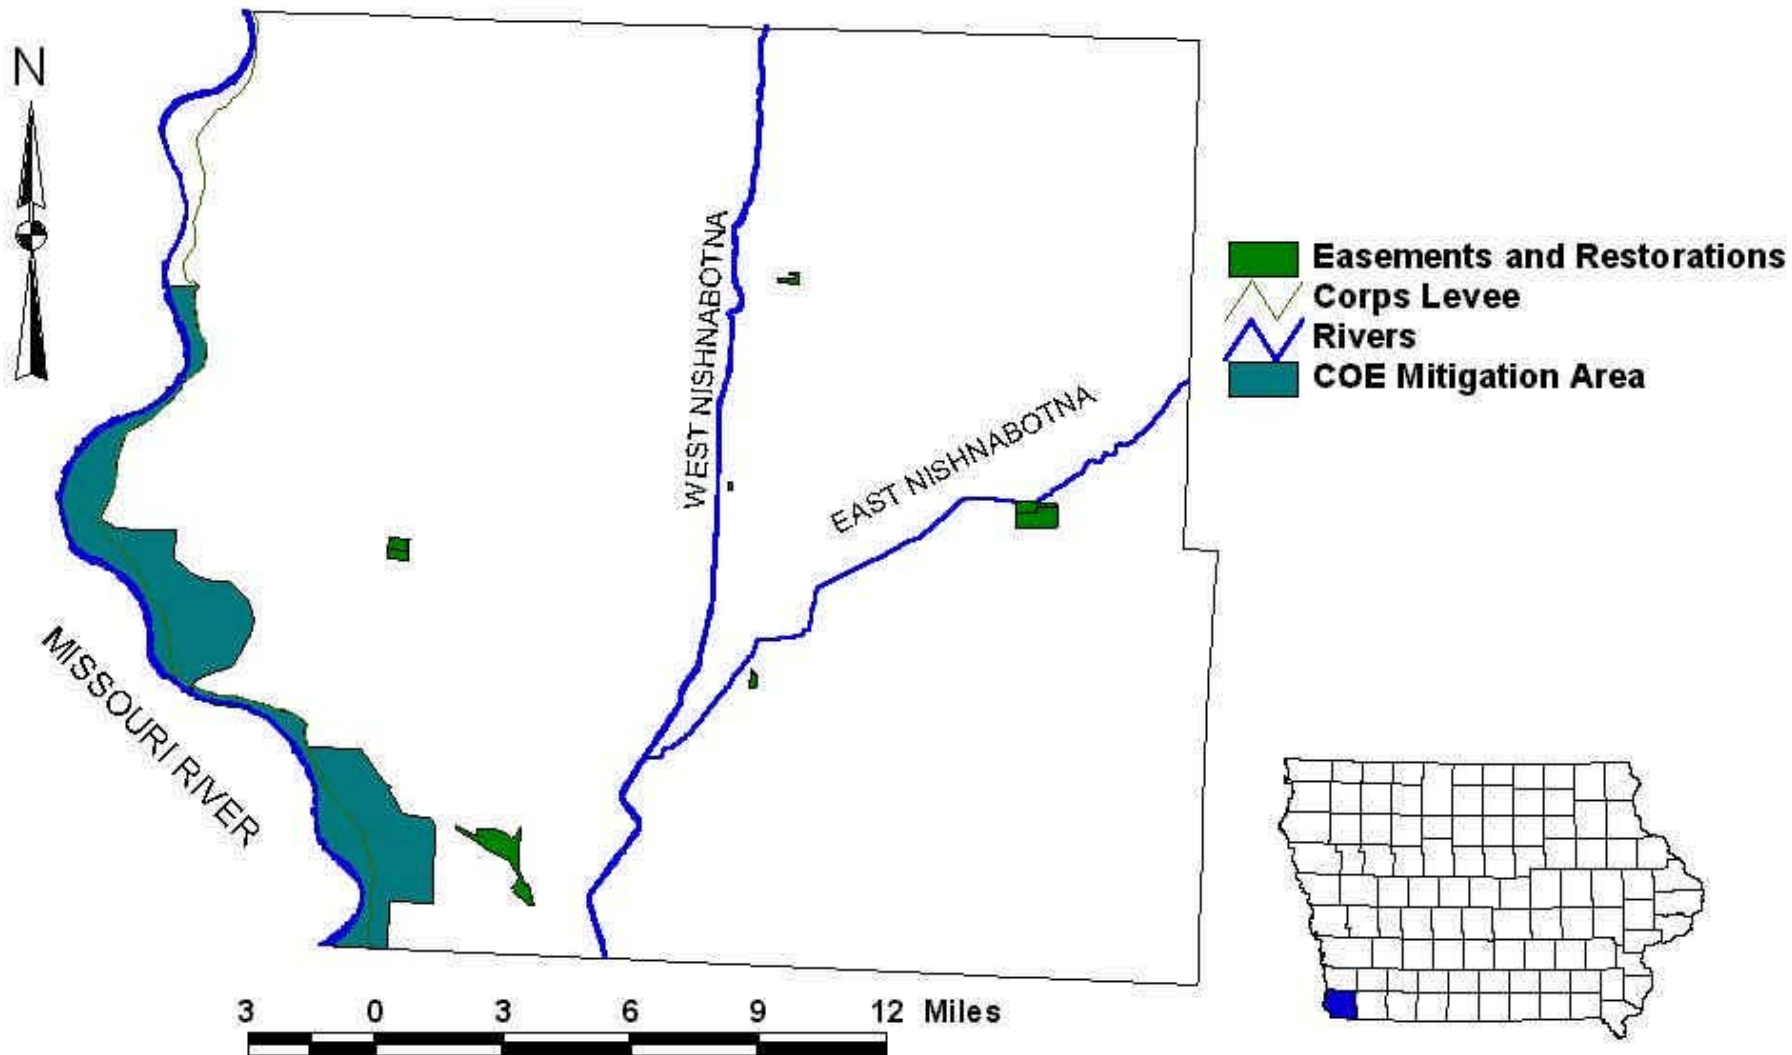 N
WEST NISHNABOTNA
EAST NISHNABOTNA
MISSOURI RIVER
Easements and Restorations
Corps Levee
Rivers
COE Mitigation Area
3 0 3 6 9 12 Miles